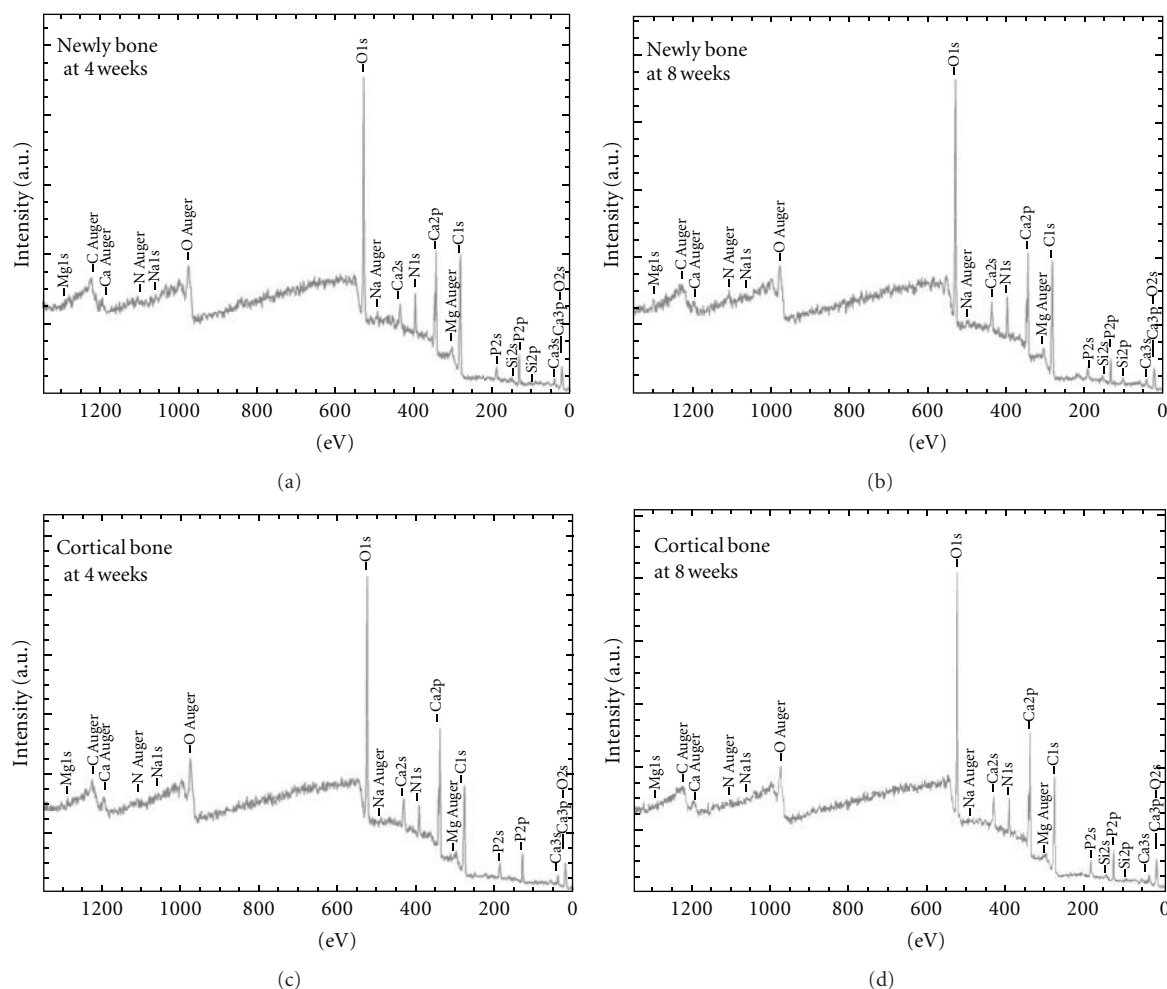 Newly bone
at 4 weeks
Intensity (a.u.)
Mg1s
C Auger
Ca Auger
N Auger
Na1s
O Auger
O1s
Na Auger
Ca2s
N1s
Ca2p
Mg Auger
C1s
P2s
Si2s
P2p
Si2p
Ca3s
Ca3p
O2s
1200 1000 800 600 400 200 0
(eV)
(a)
Newly bone
at 8 weeks
Intensity (a.u.)
Mg1s
C Auger
Ca Auger
N Auger
Na1s
O Auger
O1s
Na Auger
Ca2s
N1s
Ca2p
Mg Auger
C1s
P2s
Si2s
P2p
Si2p
Ca3s
Ca3p
O2s
1200 1000 800 600 400 200 0
(eV)
(b)
Cortical bone
at 4 weeks
Intensity (a.u.)
Mg1s
C Auger
Ca Auger
N Auger
Na1s
O Auger
O1s
Na Auger
Ca2s
N1s
Ca2p
Mg Auger
C1s
P2s
P2p
Ca3s
Ca3p
O2s
1200 1000 800 600 400 200 0
(eV)
(c)
Cortical bone
at 8 weeks
Intensity (a.u.)
Mg1s
C Auger
Ca Auger
N Auger
Na1s
O Auger
O1s
Na Auger
Ca2s
N1s
Ca2p
Mg Auger
C1s
P2s
Si2s
P2p
Si2p
Ca3s
Ca3p
O2s
1200 1000 800 600 400 200 0
(eV)
(d)